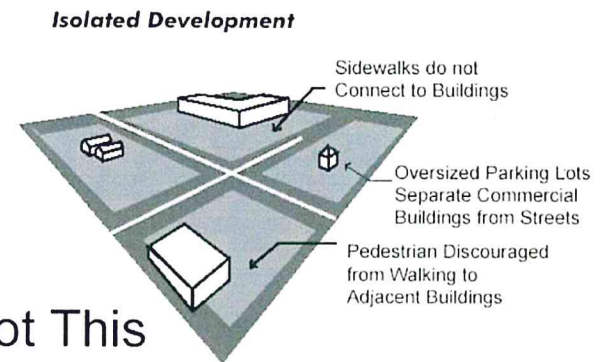 Isolated Development
Sidewalks do not
Connect to Buildings
Oversized Parking Lots
Separate Commercial
Buildings from Streets
Pedestrian Discouraged
from Walking to
Adjacent Buildings
ot This